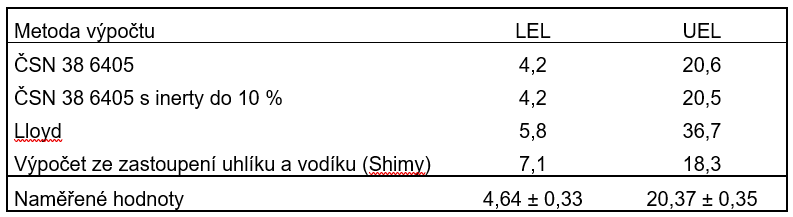 Metoda výpočtu LEL UEL
ČSN 38 6405 4,2 20,6
ČSN 38 6405 s inerty do 10 % 4,2 20,5
Lloyd 5,8 36,7
Výpočet ze zastoupení uhlíku a vodíku (Shimy) 7,1 18,3
Naměřené hodnoty 4,64 ± 0,33 20,37 ± 0,35